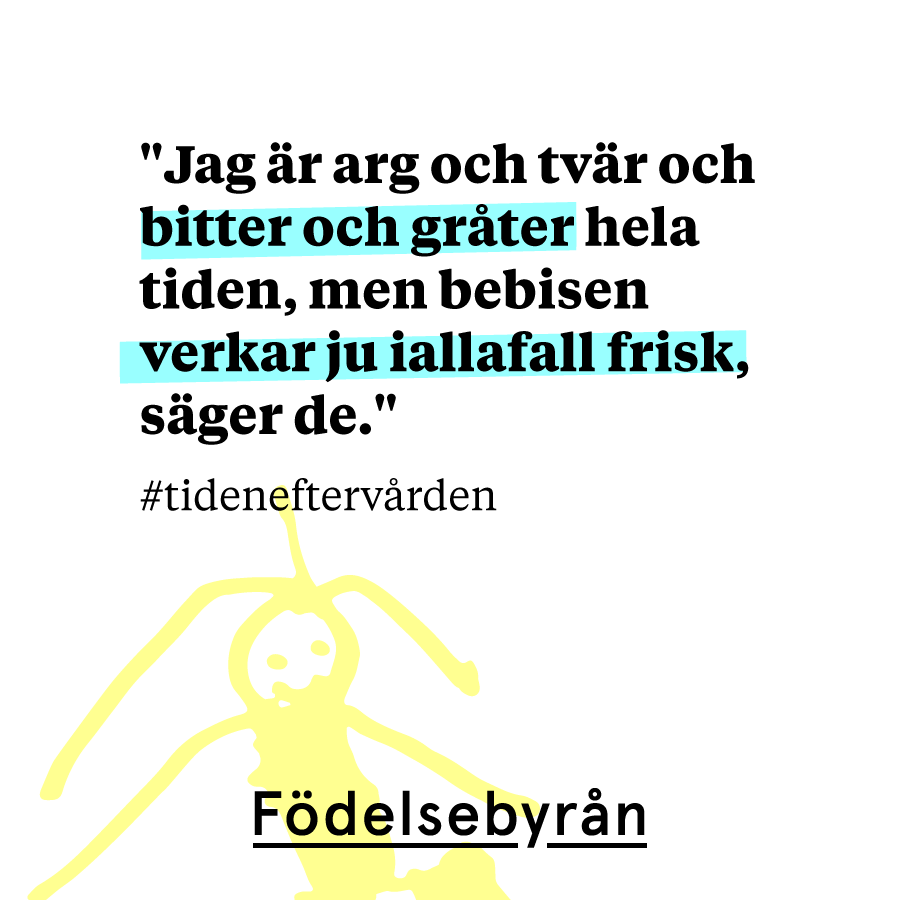 "Jag är arg och tvär och
bitter och gråter hela
tiden, men bebisen
verkar ju iallafall frisk,
säger de."
#tideneftervården
Födelsebyrån